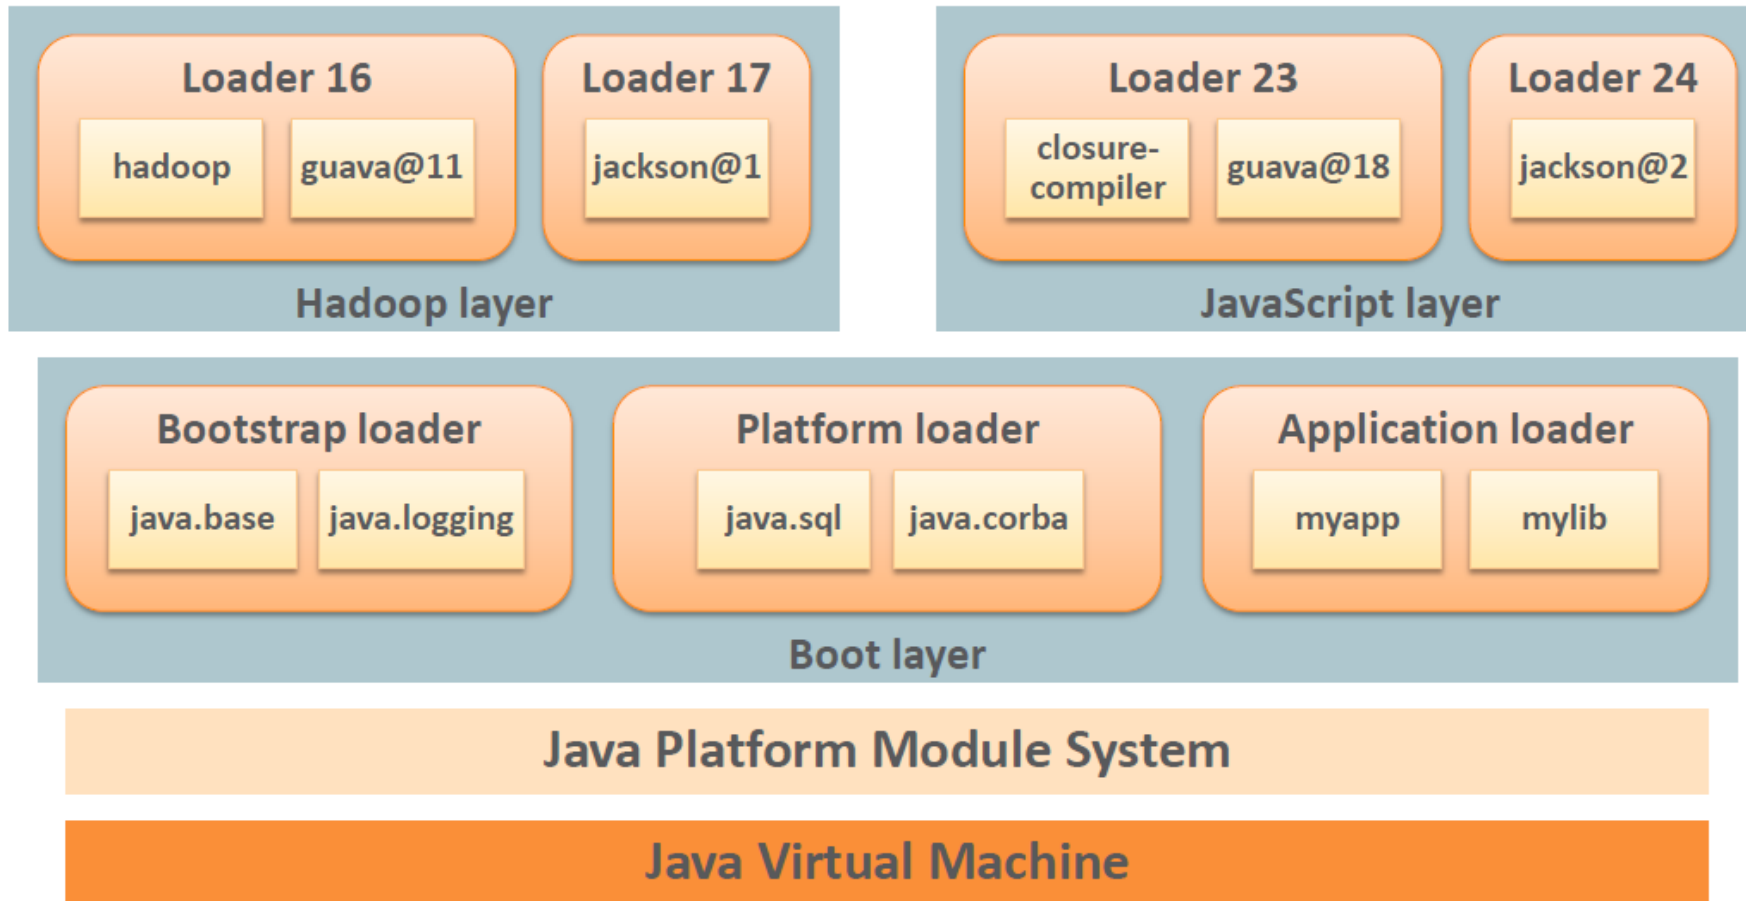 Loader 16
hadoop
guava@11
Loader 17
jackson@1
Hadoop layer
Loader 23
closure-
compiler
guava@18
Loader 24
jackson@2
JavaScript layer
Bootstrap loader
java.base
java.logging
Platform loader
java.sql
java.corba
Application loader
myapp
mylib
Boot layer
Java Platform Module System
Java Virtual Machine